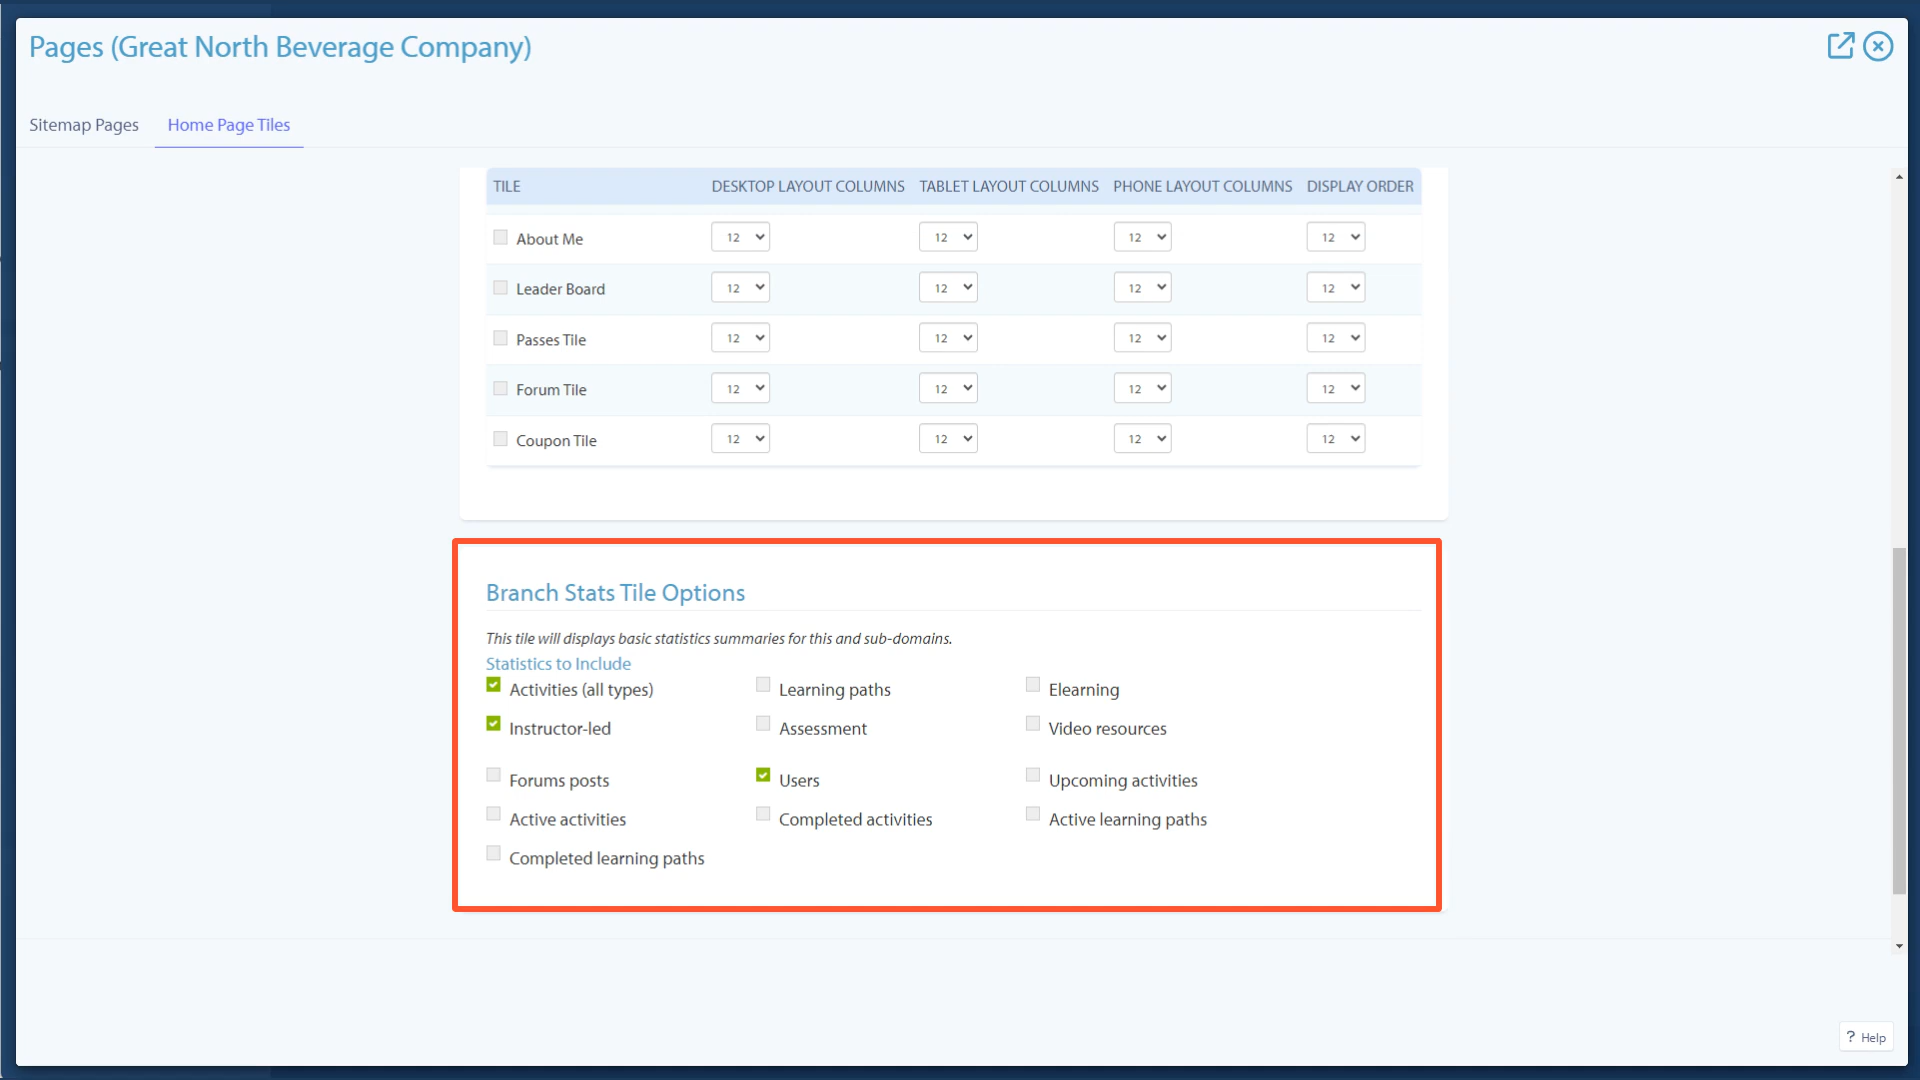 Pages (Great North Beverage Company)
Sitemap Pages Home Page Tiles
TILE DESKTOP LAYOUT COLUMNS TABLET LAYOUT COLUMNS PHONE LAYOUT COLUMNS DISPLAY ORDER
About Me 12 12 12 12
Leader Board 12 12 12 12
Passes Tile 12 12 12 12
Forum Tile 12 12 12 12
Coupon Tile 12 12 12 12
Branch Stats Tile Options
This tile will displays basic statistics summaries for this and sub-domains.
Statistics to Include
Activities (all types) Learning paths Elearning
Instructor-led Assessment Video resources
Forums posts Users Upcoming activities
Active activities Completed activities Active learning paths
Completed learning paths
? Help